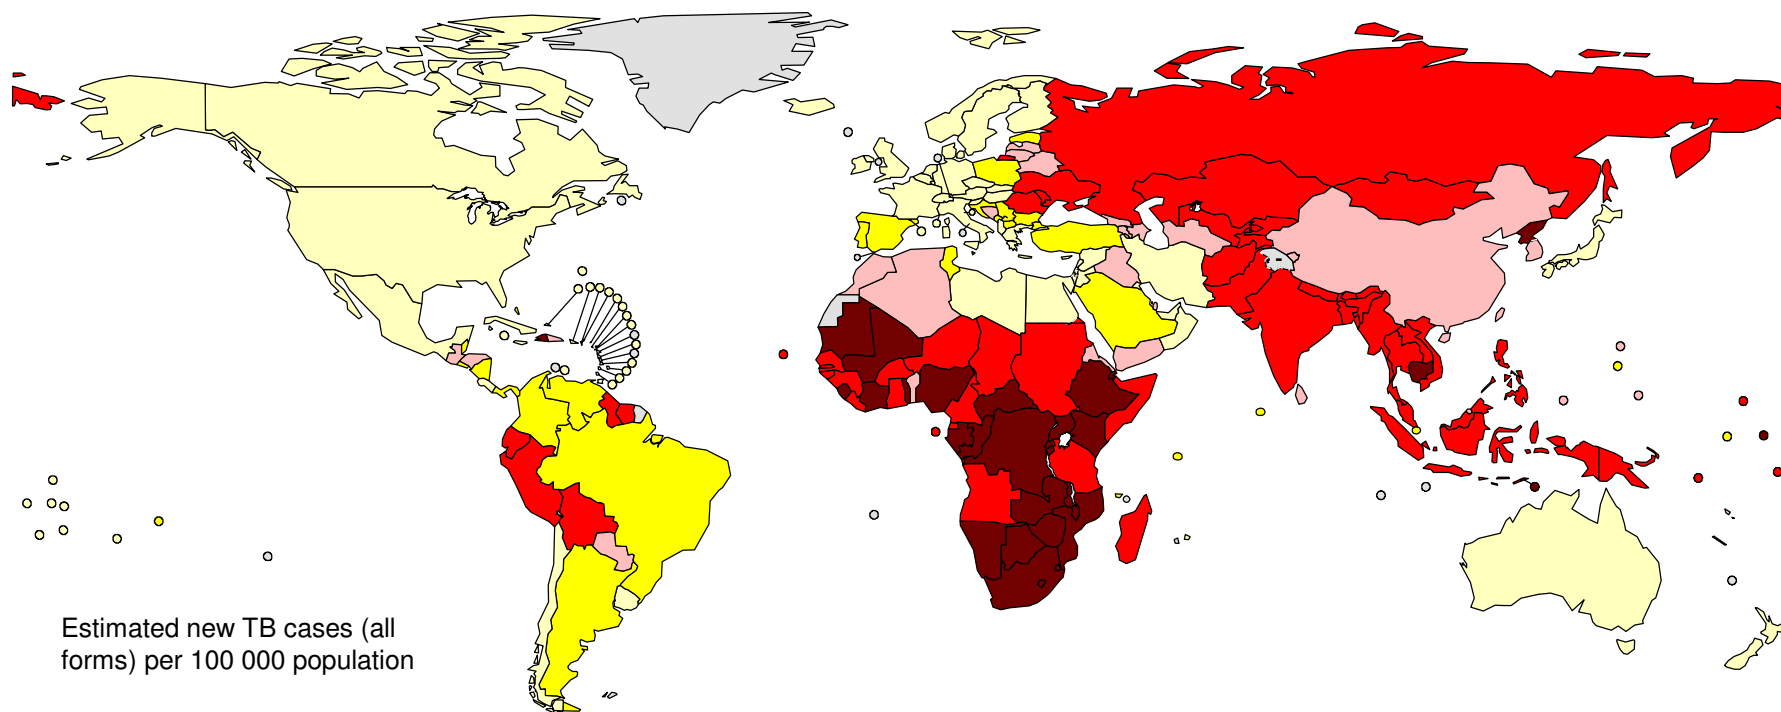 Estimated new TB cases (all
forms) per 100 000 population